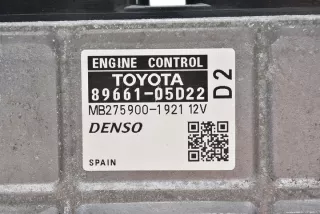 ENGINE CONTROL
TOYOTA
89661-05D22
D2
MB275900-1921 12V
DENSO
SPAIN